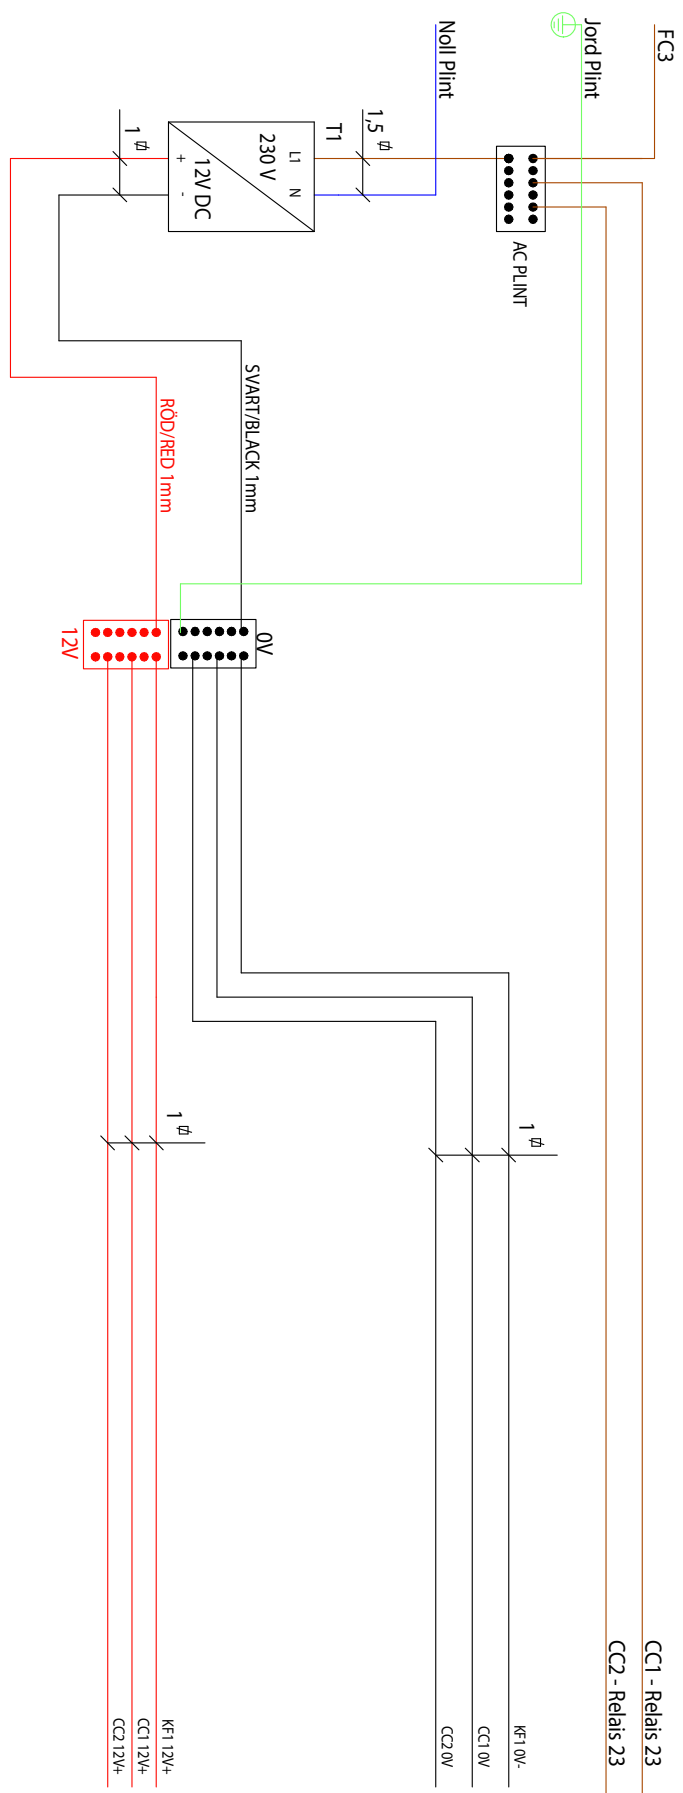 FC3
Jord Plint
Noll Plint
AC PLINT
T1
1,5
L1
N
230 V
12V DC
+
-
1
SVART/BLACK 1mm
RÖD/RED 1mm
0V
12V
1
1
CC1 - Relais 23
CC2 - Relais 23
KF1 0V-
CC1 0V
CC2 0V
KF1 12V+
CC1 12V+
CC2 12V+